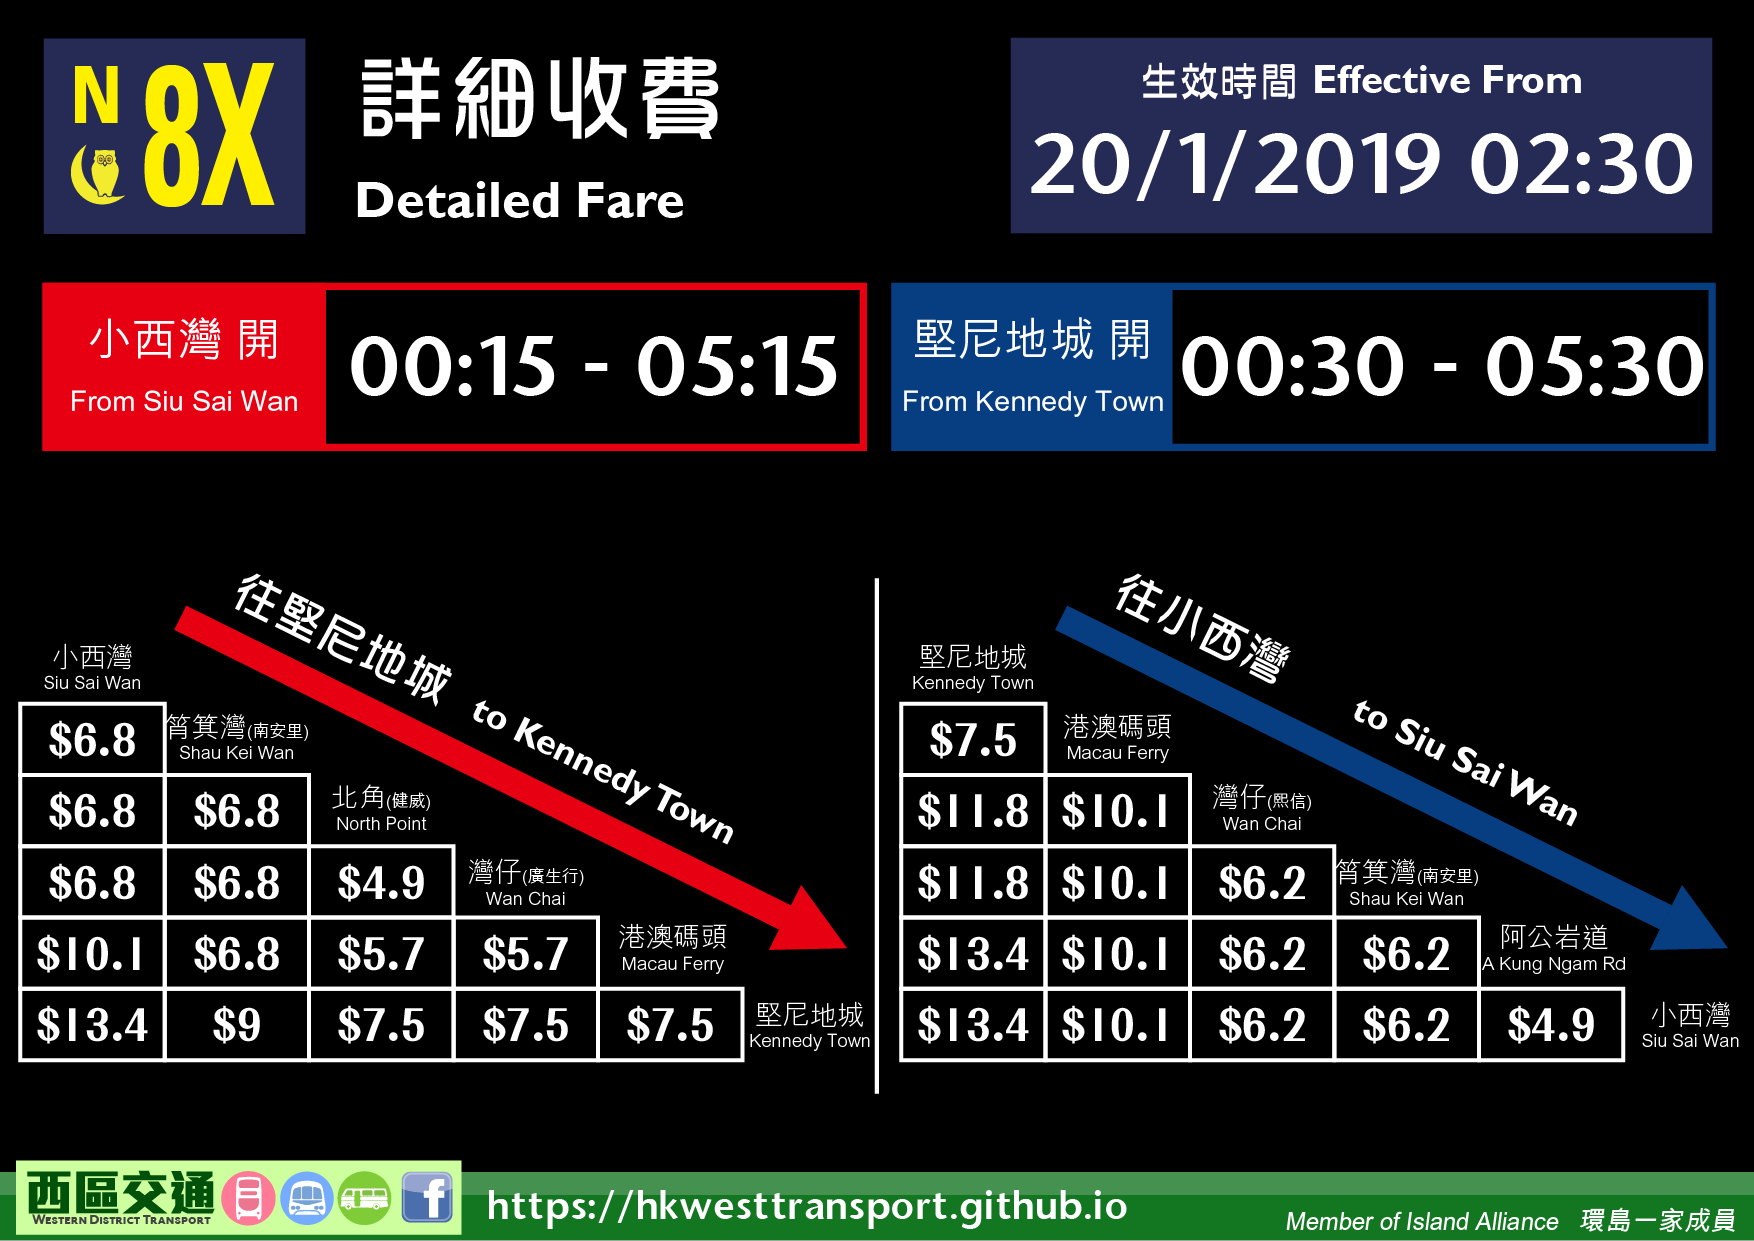 N 8X
詳細收費
Detailed Fare
生效時間 Effective From
20/1/2019 02:30
小西灣 開
From Siu Sai Wan
00:15 - 05:15
堅尼地城 開
From Kennedy Town
00:30 - 05:30
往堅尼地城 to Kennedy Town
小西灣
Siu Sai Wan
$6.8 筲箕灣(南安里)
Shau Kei Wan
$6.8 $6.8 北角(健威)
North Point
$6.8 $6.8 $4.9 灣仔(廣生行)
Wan Chai
$10.1 $6.8 $5.7 $5.7 港澳碼頭
Macau Ferry
$13.4 $9 $7.5 $7.5 $7.5 堅尼地城
Kennedy Town
往小西灣 to Siu Sai Wan
堅尼地城
Kennedy Town
$7.5 港澳碼頭
Macau Ferry
$11.8 $10.1 灣仔(熙信)
Wan Chai
$11.8 $10.1 $6.2 筲箕灣(南安里)
Shau Kei Wan
$13.4 $10.1 $6.2 $6.2 阿公岩道
A Kung Ngam Rd
$13.4 $10.1 $6.2 $6.2 $4.9 小西灣
Siu Sai Wan
西區交通
WESTERN DISTRICT TRANSPORT
f
https://hkwesttransport.github.io
Member of Island Alliance 環島一家成員